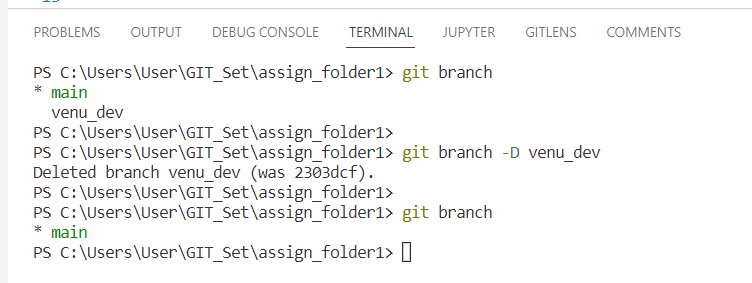 PROBLEMS OUTPUT DEBUG CONSOLE TERMINAL JUPYTER GITLENS COMMENTS
PS C:\Users\User\GIT_Set\assign_folder1> git branch
* main
  venu_dev
PS C:\Users\User\GIT_Set\assign_folder1>
PS C:\Users\User\GIT_Set\assign_folder1> git branch -D venu_dev
Deleted branch venu_dev (was 2303dcf).
PS C:\Users\User\GIT_Set\assign_folder1>
PS C:\Users\User\GIT_Set\assign_folder1> git branch
* main
PS C:\Users\User\GIT_Set\assign_folder1>